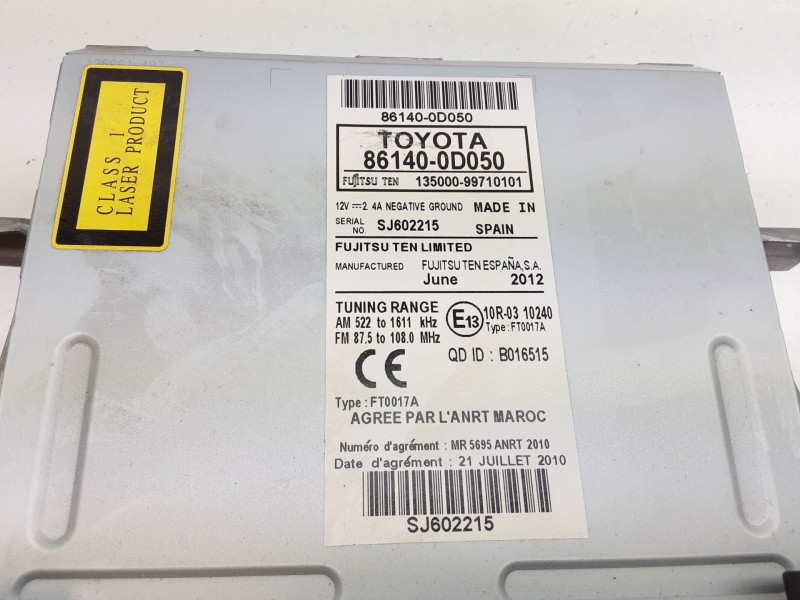 CLASS 1
LASER PRODUCT
86140-0D050
TOYOTA
86140-0D050
FUJITSU TEN 135000-99710101
12V⎓2.4A NEGATIVE GROUND MADE IN
SERIAL NO. SJ602215 SPAIN
FUJITSU TEN LIMITED
MANUFACTURED FUJITSU TEN ESPAÑA,S.A.
June 2012
TUNING RANGE
AM 522 to 1611 kHz
FM 87.5 to 108.0 MHz
E13 10R-03 10240
Type: FT0017A
QD ID : B016515
CE
Type : FT0017A
AGREE PAR L'ANRT MAROC
Numéro d'agrément : MR 5695 ANRT 2010
Date d'agrément : 21 JUILLET 2010
SJ602215